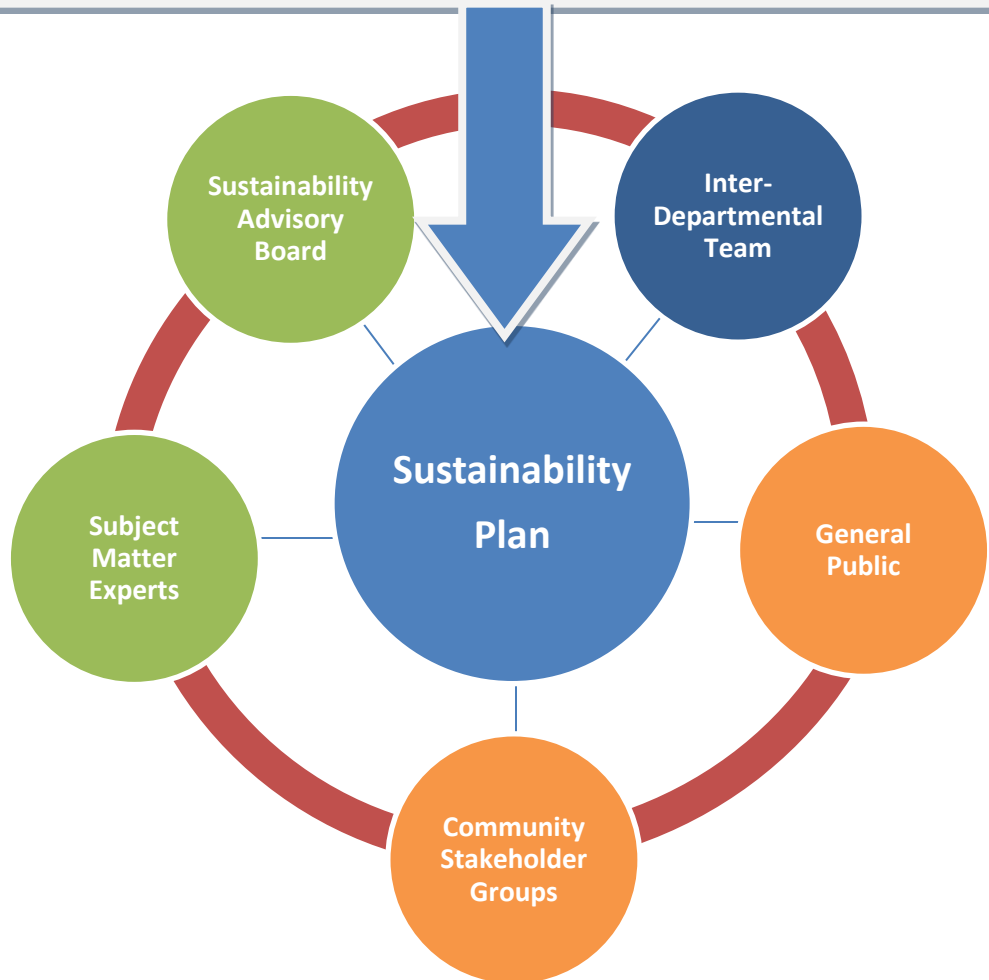 Sustainability
Advisory
Board
Inter-
Departmental
Team
Sustainability
Plan
Subject
Matter
Experts
General
Public
Community
Stakeholder
Groups